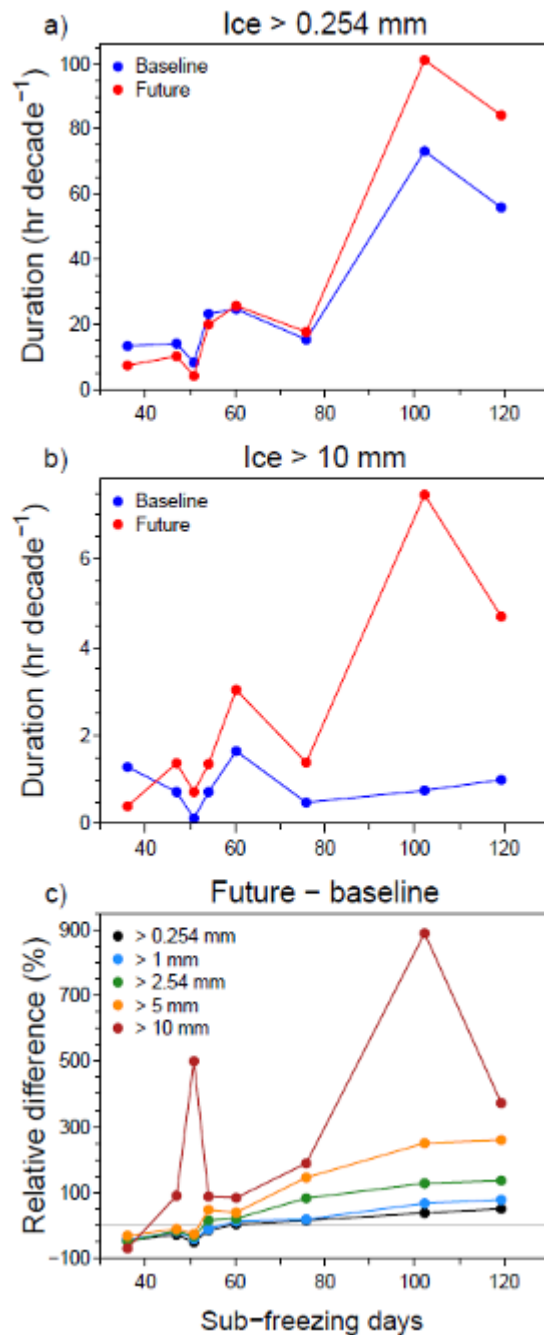 a) Ice > 0.254 mm
Baseline
Future
Duration (hr decade⁻¹)
100
80
60
40
20
0
40 60 80 100 120
b) Ice > 10 mm
Baseline
Future
Duration (hr decade⁻¹)
6
4
2
0
40 60 80 100 120
c) Future − baseline
> 0.254 mm
> 1 mm
> 2.54 mm
> 5 mm
> 10 mm
Relative difference (%)
900
700
500
300
100
−100
40 60 80 100 120
Sub−freezing days